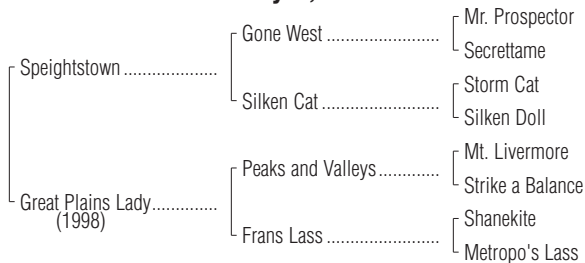 Mr. Prospector
Gone West ........................
Secrettame
Speightstown ....................
Storm Cat
Silken Cat .........................
Silken Doll
Mt. Livermore
Peaks and Valleys.............
Strike a Balance
Great Plains Lady..............
(1998)
Shanekite
Frans Lass ........................
Metropo's Lass